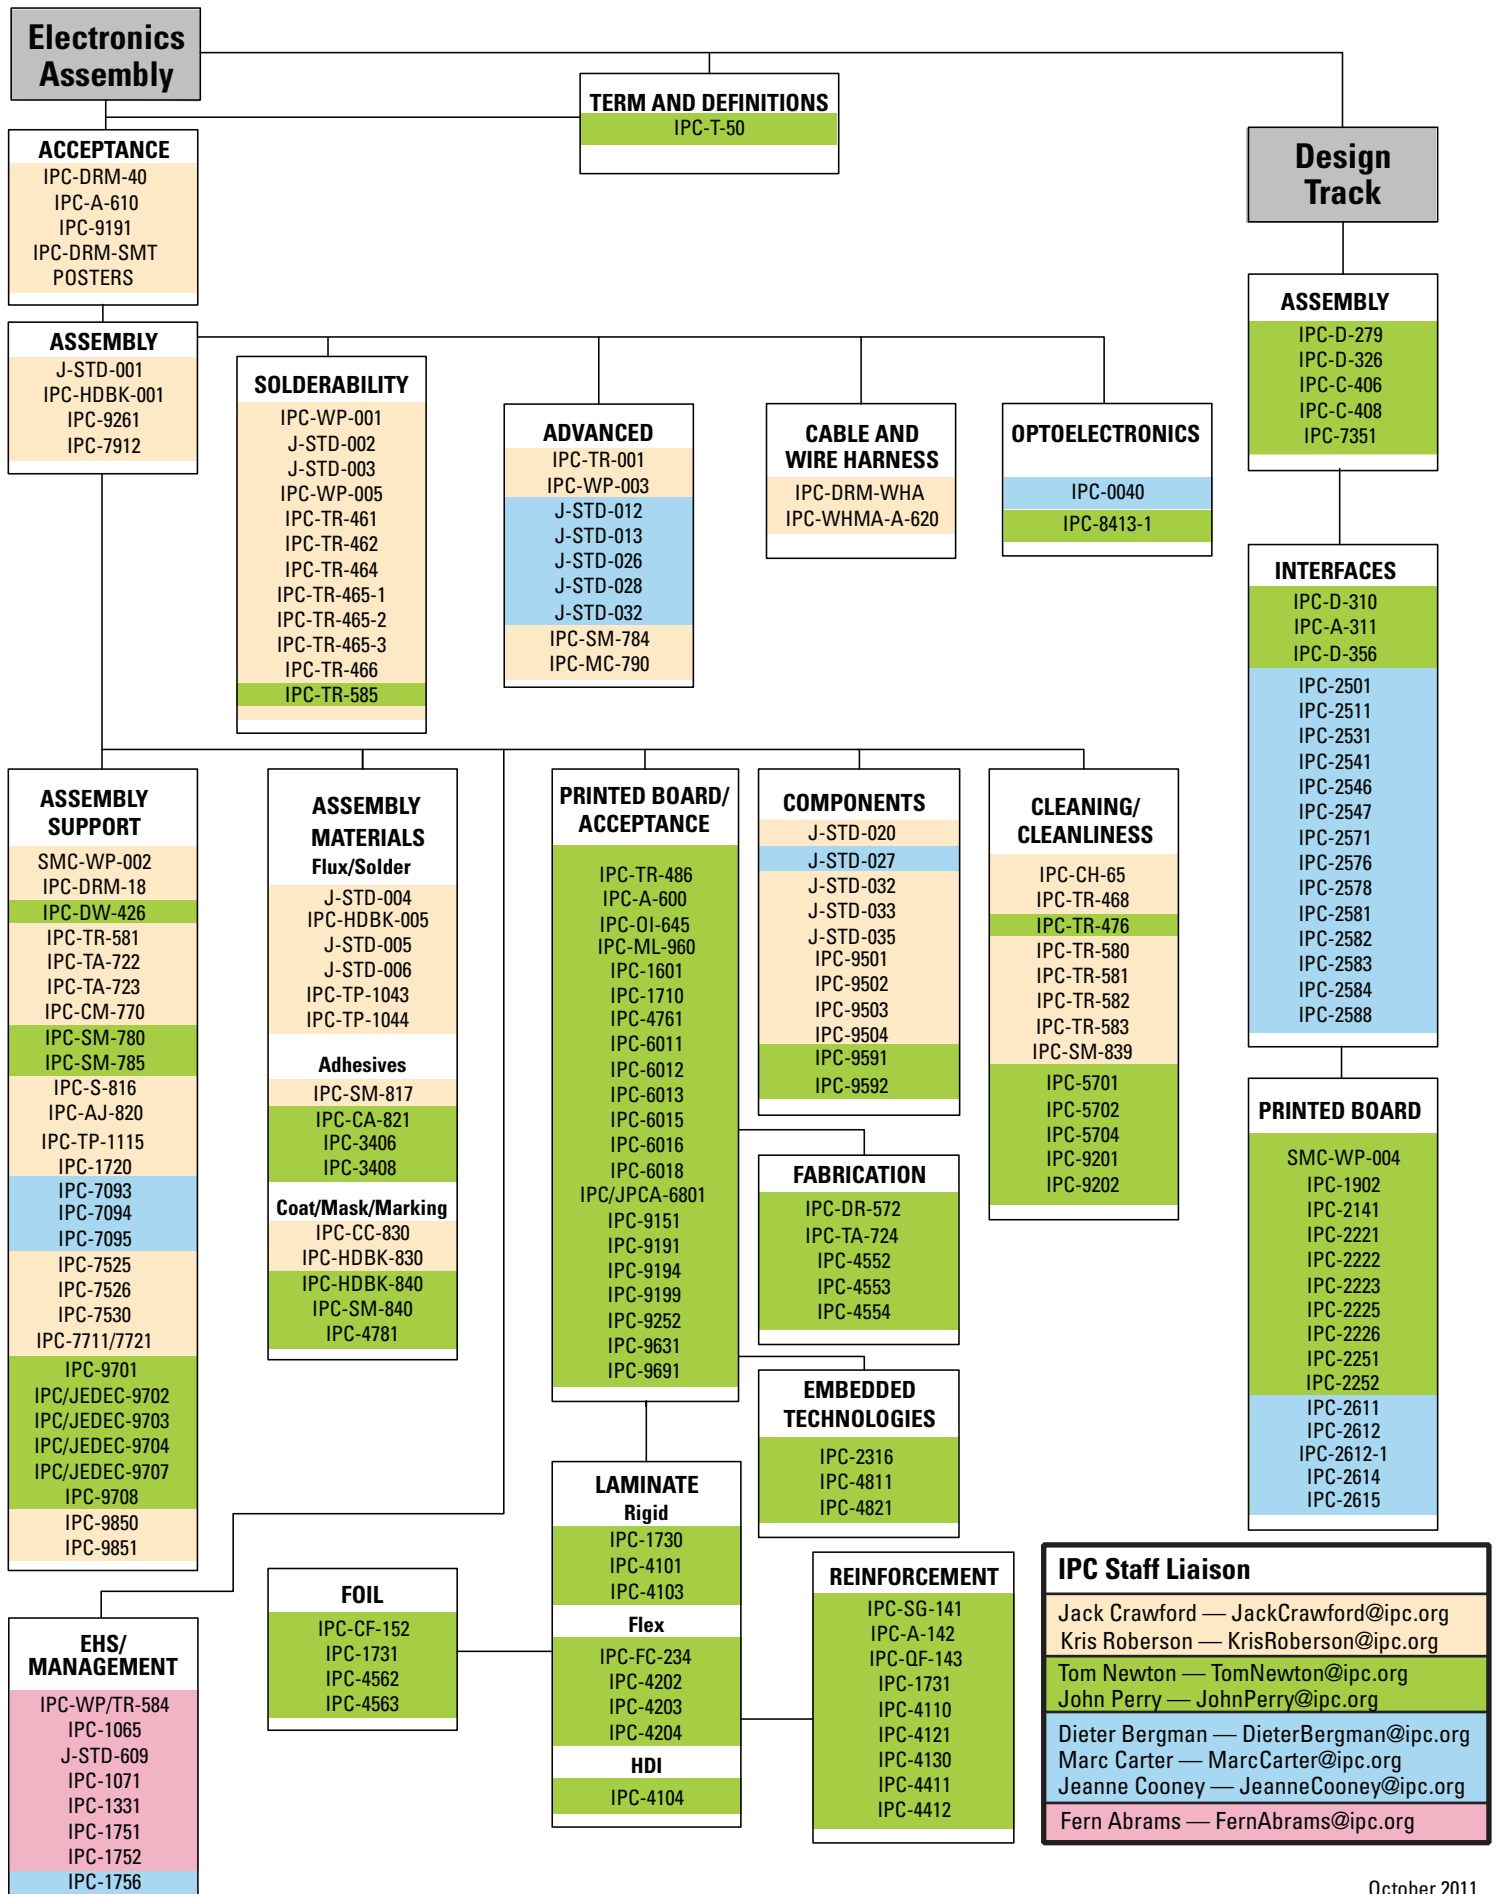 Electronics
Assembly
TERM AND DEFINITIONS
IPC-T-50
ACCEPTANCE
IPC-DRM-40
IPC-A-610
IPC-9191
IPC-DRM-SMT
POSTERS
Design
Track
ASSEMBLY
J-STD-001
IPC-HDBK-001
IPC-9261
IPC-7912
SOLDERABILITY
IPC-WP-001
J-STD-002
J-STD-003
IPC-WP-005
IPC-TR-461
IPC-TR-462
IPC-TR-464
IPC-TR-465-1
IPC-TR-465-2
IPC-TR-465-3
IPC-TR-466
IPC-TR-585
ADVANCED
IPC-TR-001
IPC-WP-003
J-STD-012
J-STD-013
J-STD-026
J-STD-028
J-STD-032
IPC-SM-784
IPC-MC-790
CABLE AND
WIRE HARNESS
IPC-DRM-WHA
IPC-WHMA-A-620
OPTOELECTRONICS
IPC-0040
IPC-8413-1
ASSEMBLY
IPC-D-279
IPC-D-326
IPC-C-406
IPC-C-408
IPC-7351
INTERFACES
IPC-D-310
IPC-A-311
IPC-D-356
IPC-2501
IPC-2511
IPC-2531
IPC-2541
IPC-2546
IPC-2547
IPC-2571
IPC-2576
IPC-2578
IPC-2581
IPC-2582
IPC-2583
IPC-2584
IPC-2588
ASSEMBLY
SUPPORT
SMC-WP-002
IPC-DRM-18
IPC-DW-426
IPC-TR-581
IPC-TA-722
IPC-TA-723
IPC-CM-770
IPC-SM-780
IPC-SM-785
IPC-S-816
IPC-AJ-820
IPC-TP-1115
IPC-1720
IPC-7093
IPC-7094
IPC-7095
IPC-7525
IPC-7526
IPC-7530
IPC-7711/7721
IPC-9701
IPC/JEDEC-9702
IPC/JEDEC-9703
IPC/JEDEC-9704
IPC/JEDEC-9707
IPC-9708
IPC-9850
IPC-9851
ASSEMBLY
MATERIALS
Flux/Solder
J-STD-004
IPC-HDBK-005
J-STD-005
J-STD-006
IPC-TP-1043
IPC-TP-1044
Adhesives
IPC-SM-817
IPC-CA-821
IPC-3406
IPC-3408
Coat/Mask/Marking
IPC-CC-830
IPC-HDBK-830
IPC-HDBK-840
IPC-SM-840
IPC-4781
PRINTED BOARD/
ACCEPTANCE
IPC-TR-486
IPC-A-600
IPC-OI-645
IPC-ML-960
IPC-1601
IPC-1710
IPC-4761
IPC-6011
IPC-6012
IPC-6013
IPC-6015
IPC-6016
IPC-6018
IPC/JPCA-6801
IPC-9151
IPC-9191
IPC-9194
IPC-9199
IPC-9252
IPC-9631
IPC-9691
COMPONENTS
J-STD-020
J-STD-027
J-STD-032
J-STD-033
J-STD-035
IPC-9501
IPC-9502
IPC-9503
IPC-9504
IPC-9591
IPC-9592
CLEANING/
CLEANLINESS
IPC-CH-65
IPC-TR-468
IPC-TR-476
IPC-TR-580
IPC-TR-581
IPC-TR-582
IPC-TR-583
IPC-SM-839
IPC-5701
IPC-5702
IPC-5704
IPC-9201
IPC-9202
FABRICATION
IPC-DR-572
IPC-TA-724
IPC-4552
IPC-4553
IPC-4554
EMBEDDED
TECHNOLOGIES
IPC-2316
IPC-4811
IPC-4821
PRINTED BOARD
SMC-WP-004
IPC-1902
IPC-2141
IPC-2221
IPC-2222
IPC-2223
IPC-2225
IPC-2226
IPC-2251
IPC-2252
IPC-2611
IPC-2612
IPC-2612-1
IPC-2614
IPC-2615
LAMINATE
Rigid
IPC-1730
IPC-4101
IPC-4103
Flex
IPC-FC-234
IPC-4202
IPC-4203
IPC-4204
HDI
IPC-4104
FOIL
IPC-CF-152
IPC-1731
IPC-4562
IPC-4563
REINFORCEMENT
IPC-SG-141
IPC-A-142
IPC-QF-143
IPC-1731
IPC-4110
IPC-4121
IPC-4130
IPC-4411
IPC-4412
EHS/
MANAGEMENT
IPC-WP/TR-584
IPC-1065
J-STD-609
IPC-1071
IPC-1331
IPC-1751
IPC-1752
IPC-1756
IPC Staff Liaison
Jack Crawford — JackCrawford@ipc.org
Kris Roberson — KrisRoberson@ipc.org
Tom Newton — TomNewton@ipc.org
John Perry — JohnPerry@ipc.org
Dieter Bergman — DieterBergman@ipc.org
Marc Carter — MarcCarter@ipc.org
Jeanne Cooney — JeanneCooney@ipc.org
Fern Abrams — FernAbrams@ipc.org
October 2011